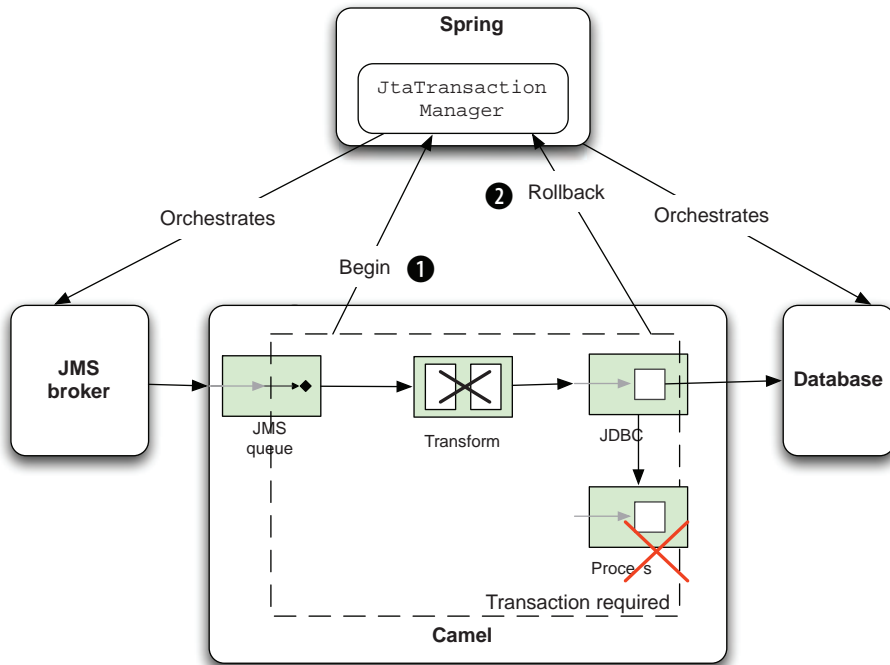 Spring
JtaTransaction
Manager
2 Rollback
Orchestrates
Orchestrates
Begin 1
JMS
broker
Database
JMS
queue
Transform
JDBC
Proce s
Transaction required
Camel